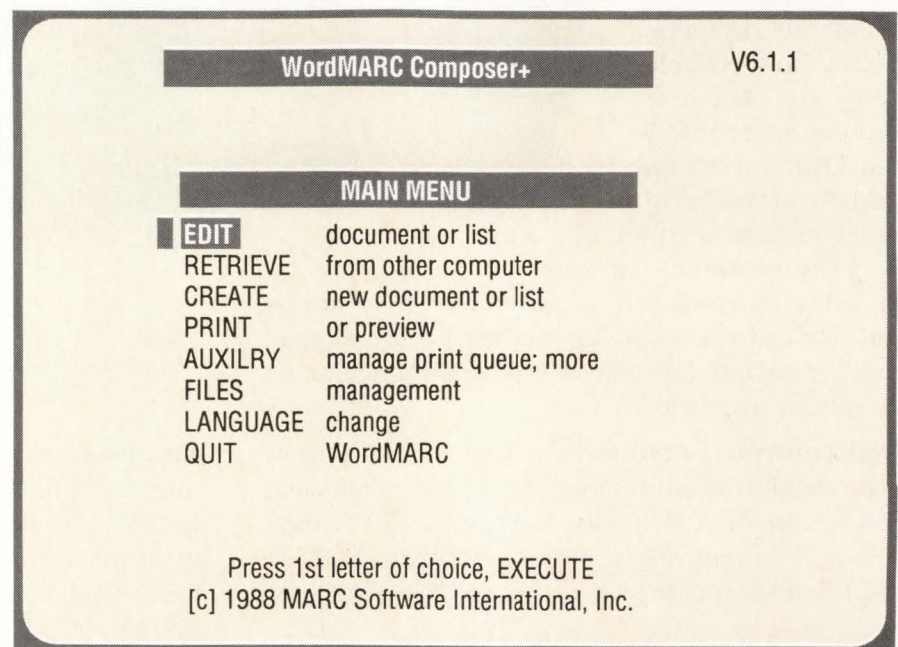 WordMARC Composer+ V6.1.1
MAIN MENU
EDIT document or list
RETRIEVE from other computer
CREATE new document or list
PRINT or preview
AUXILRY manage print queue; more
FILES management
LANGUAGE change
QUIT WordMARC
Press 1st letter of choice, EXECUTE
[c] 1988 MARC Software International, Inc.